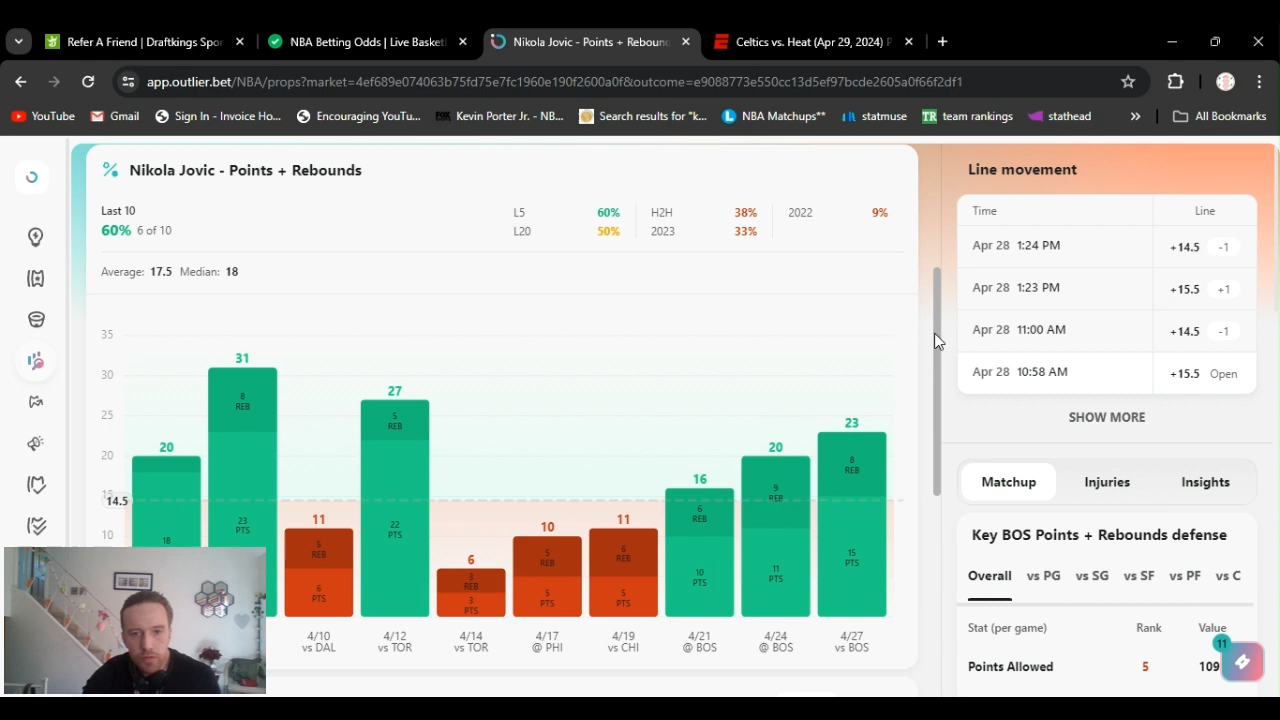 Refer A Friend | Draftkings Spor
NBA Betting Odds | Live Basketl
Nikola Jovic - Points + Rebound
Celtics vs. Heat (Apr 29, 2024) P
app.outlier.bet/NBA/props?market=4ef689e074063b75fd75e7fc1960e190f2600a0f&outcome=e9088773e550cc13d5ef97bcde2605a0f66f2df1
YouTube
Gmail
Sign In - Invoice Ho...
Encouraging YouTu...
Kevin Porter Jr. - NB...
Search results for "k...
NBA Matchups**
statmuse
team rankings
stathead
All Bookmarks
Nikola Jovic - Points + Rebounds
Last 10
60% 6 of 10
L5 60% H2H 38% 2022 9%
L20 50% 2023 33%
Average: 17.5 Median: 18
35
30
25
20
15
14.5
10
20
18
31
8
REB
23
PTS
11
5
REB
6
PTS
4/10
vs DAL
27
5
REB
22
PTS
4/12
vs TOR
6
3
REB
3
PTS
4/14
vs TOR
10
5
REB
5
PTS
4/17
@ PHI
11
6
REB
5
PTS
4/19
vs CHI
16
6
REB
10
PTS
4/21
@ BOS
20
9
REB
11
PTS
4/24
@ BOS
23
8
REB
15
PTS
4/27
vs BOS
Line movement
Time Line
Apr 28 1:24 PM +14.5 -1
Apr 28 1:23 PM +15.5 +1
Apr 28 11:00 AM +14.5 -1
Apr 28 10:58 AM +15.5 Open
SHOW MORE
Matchup Injuries Insights
Key BOS Points + Rebounds defense
Overall vs PG vs SG vs SF vs PF vs C
Stat (per game) Rank Value
11
Points Allowed 5 109